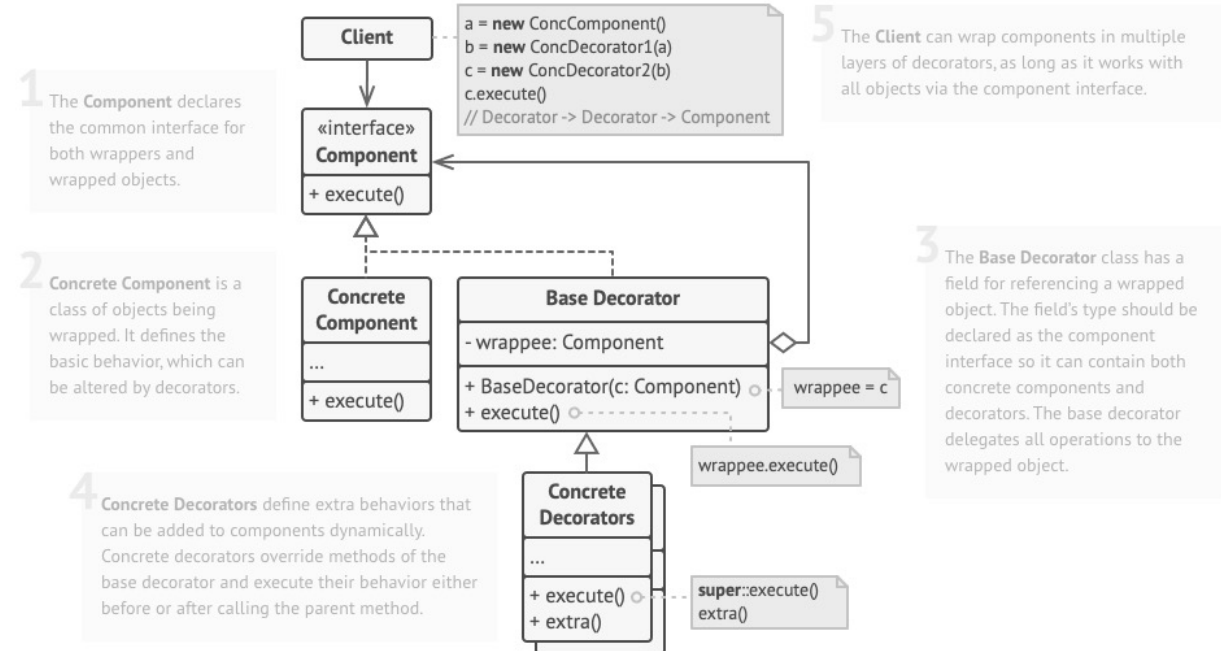 Client
a = new ConcComponent()
b = new ConcDecorator1(a)
c = new ConcDecorator2(b)
c.execute()
// Decorator -> Decorator -> Component
5
The Client can wrap components in multiple
layers of decorators, as long as it works with
all objects via the component interface.
1
The Component declares
the common interface for
both wrappers and
wrapped objects.
«interface»
Component
+ execute()
2
Concrete Component is a
class of objects being
wrapped. It defines the
basic behavior, which can
be altered by decorators.
Concrete
Component
...
+ execute()
Base Decorator
- wrappee: Component
+ BaseDecorator(c: Component)
+ execute()
wrappee = c
wrappee.execute()
3
The Base Decorator class has a
field for referencing a wrapped
object. The field's type should be
declared as the component
interface so it can contain both
concrete components and
decorators. The base decorator
delegates all operations to the
wrapped object.
4
Concrete Decorators define extra behaviors that
can be added to components dynamically.
Concrete decorators override methods of the
base decorator and execute their behavior either
before or after calling the parent method.
Concrete
Decorators
...
+ execute()
+ extra()
super::execute()
extra()